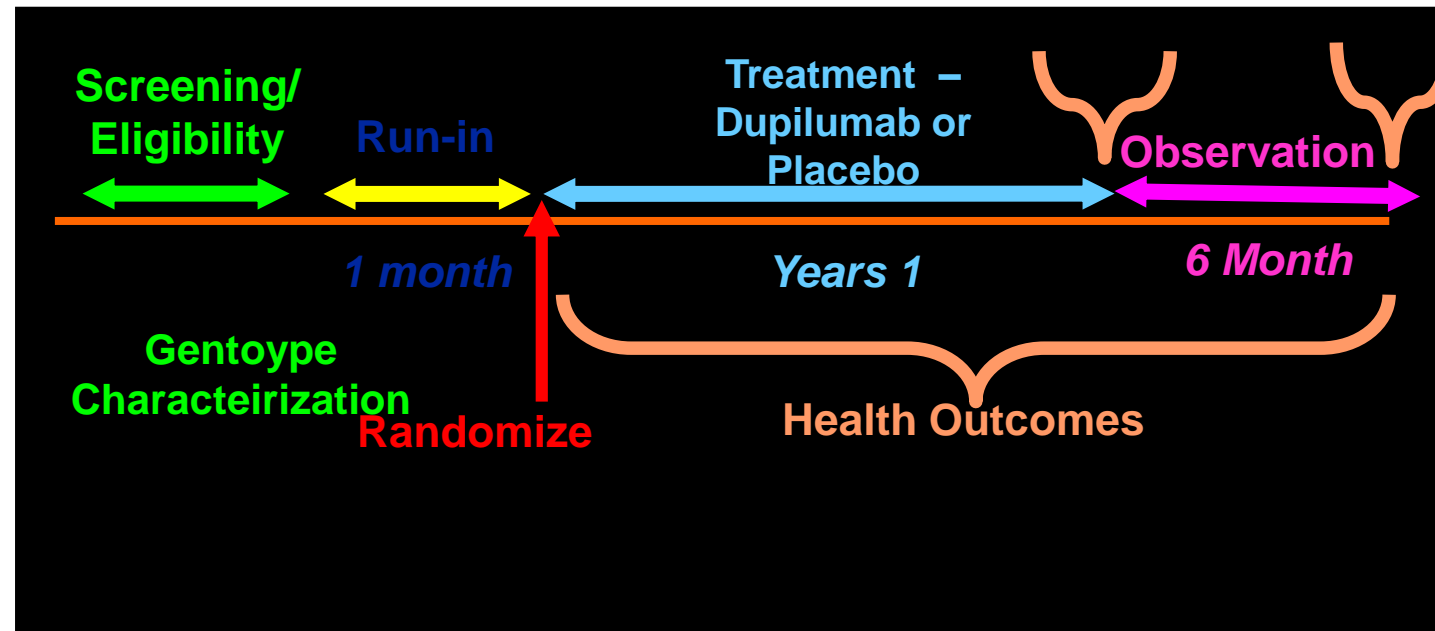 Screening/
Eligibility
Run-in
Treatment –
Dupilumab or
Placebo
Observation
1 month
Years 1
6 Month
Gentoype
Characteirization
Randomize
Health Outcomes